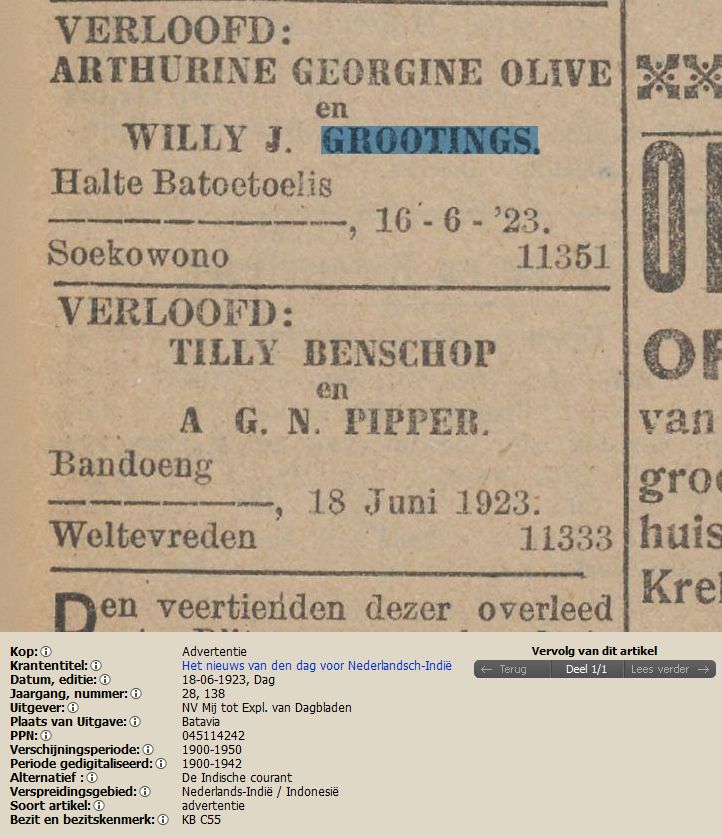 VERLOOFD:
ARTHURINE GEORGINE OLIVE
en
WILLY J. GROOTINGS.
Halte Batoetoelis
————————, 16 - 6 - '23.
Soekowono 11351
VERLOOFD:
TILLY BENSCHOP
en
A G. N. PIPPER.
Bandoeng
——————, 18 Juni 1923.
Weltevreden 11333
Den veertienden dezer overleed
van
groo
huis
Krel
Kop: Advertentie
Krantentitel: Het nieuws van den dag voor Nederlandsch-Indië
Datum, editie: 18-06-1923, Dag
Jaargang, nummer: 28, 138
Uitgever: NV Mij tot Expl. van Dagbladen
Plaats van Uitgave: Batavia
PPN: 045114242
Verschijningsperiode: 1900-1950
Periode gedigitaliseerd: 1900-1942
Alternatief : De Indische courant
Verspreidingsgebied: Nederlands-Indië / Indonesië
Soort artikel: advertentie
Bezit en bezitskenmerk: KB C55
Vervolg van dit artikel
← Terug Deel 1/1 Lees verder →